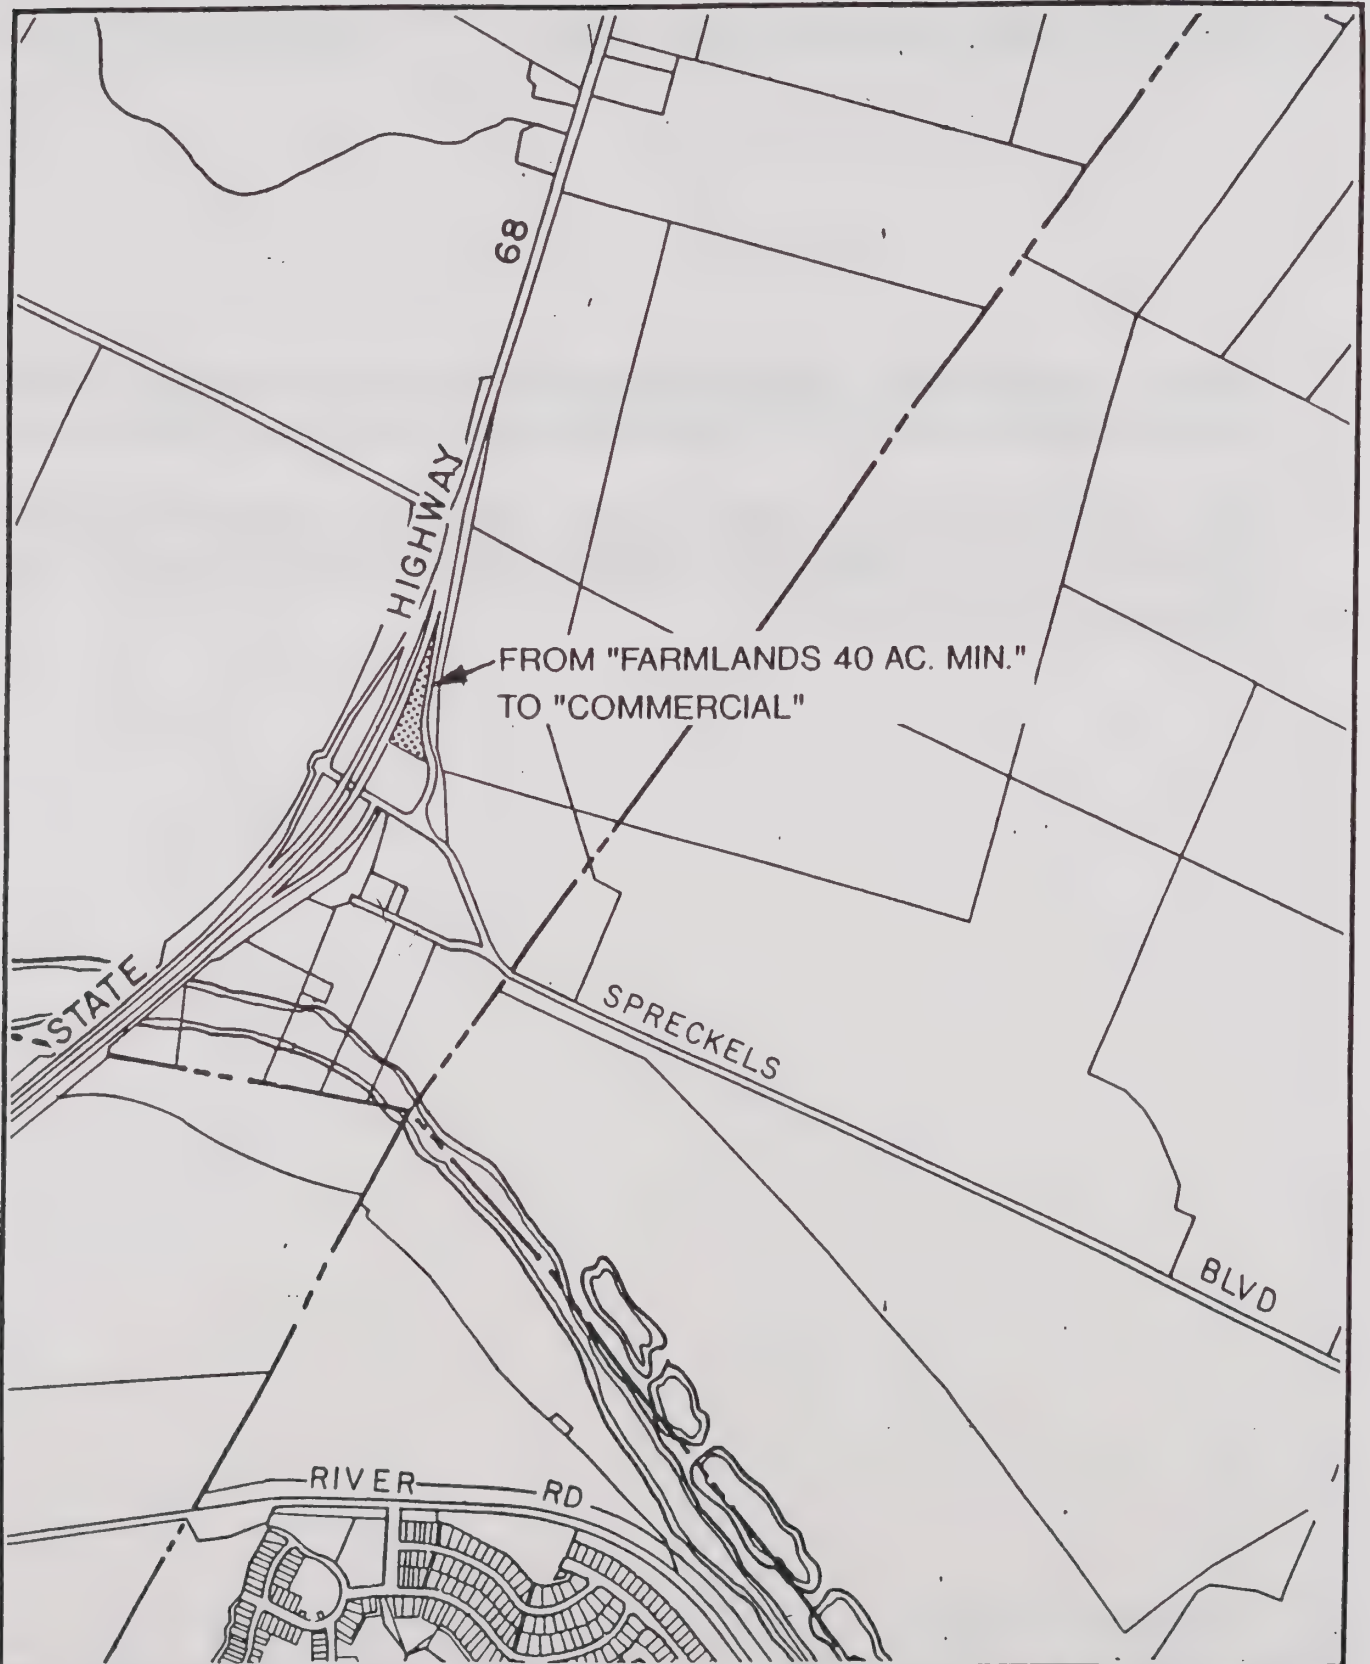 68
HIGHWAY
FROM "FARMLANDS 40 AC. MIN."
TO "COMMERCIAL"
STATE
SPRECKELS
BLVD
RIVER RD